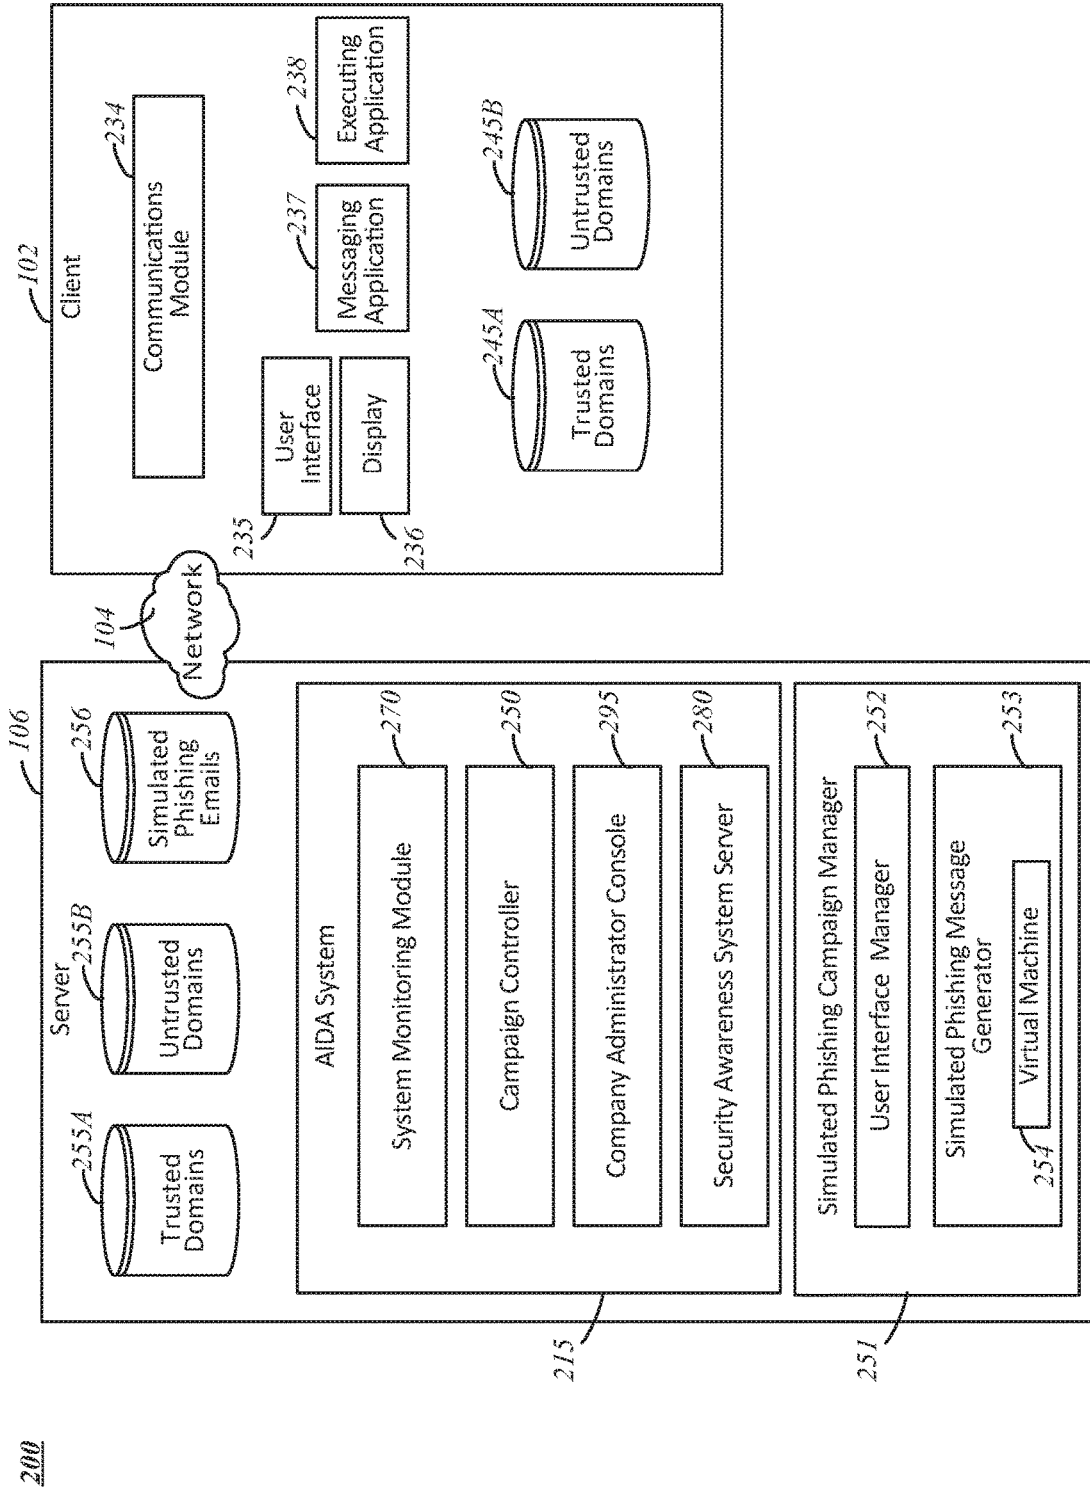 200
106
Server
255A
Trusted
Domains
255B
Untrusted
Domains
256
Simulated
Phishing
Emails
AIDA System
System Monitoring Module
270
Campaign Controller
250
Company Administrator Console
295
Security Awareness System Server
280
215
Simulated Phishing Campaign Manager
User Interface Manager
252
Simulated Phishing Message
Generator
253
Virtual Machine
254
251
104
Network
102
Client
Communications
Module
234
235
User
Interface
Display
236
Messaging
Application
237
Executing
Application
238
Trusted
Domains
245A
Untrusted
Domains
245B